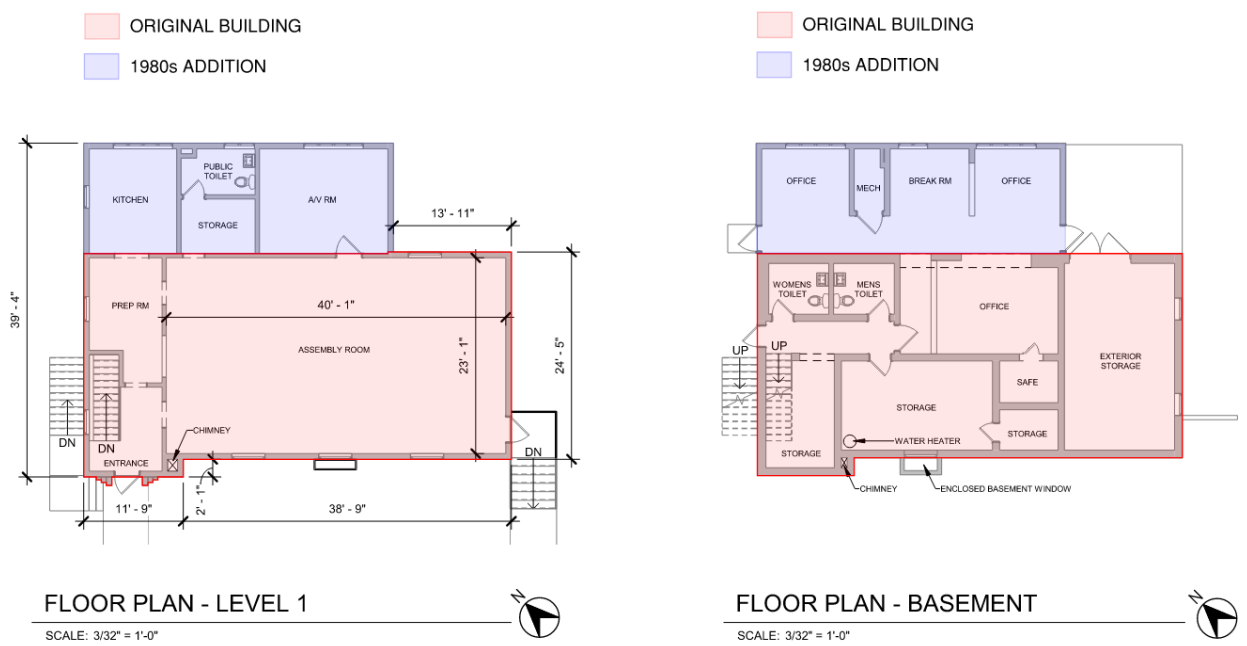 ORIGINAL BUILDING
1980s ADDITION
39' - 4"
KITCHEN
PUBLIC
TOILET
STORAGE
A/V RM
13' - 11"
PREP RM
40' - 1"
ASSEMBLY ROOM
23' - 1"
24' - 5"
DN
DN
CHIMNEY
ENTRANCE
DN
2' - 1"
11' - 9"
38' - 9"
FLOOR PLAN - LEVEL 1
SCALE: 3/32" = 1'-0"
N
ORIGINAL BUILDING
1980s ADDITION
OFFICE
MECH
BREAK RM
OFFICE
WOMENS
TOILET
MENS
TOILET
OFFICE
UP
UP
EXTERIOR
STORAGE
SAFE
STORAGE
STORAGE
WATER HEATER
STORAGE
CHIMNEY
ENCLOSED BASEMENT WINDOW
FLOOR PLAN - BASEMENT
SCALE: 3/32" = 1'-0"
N